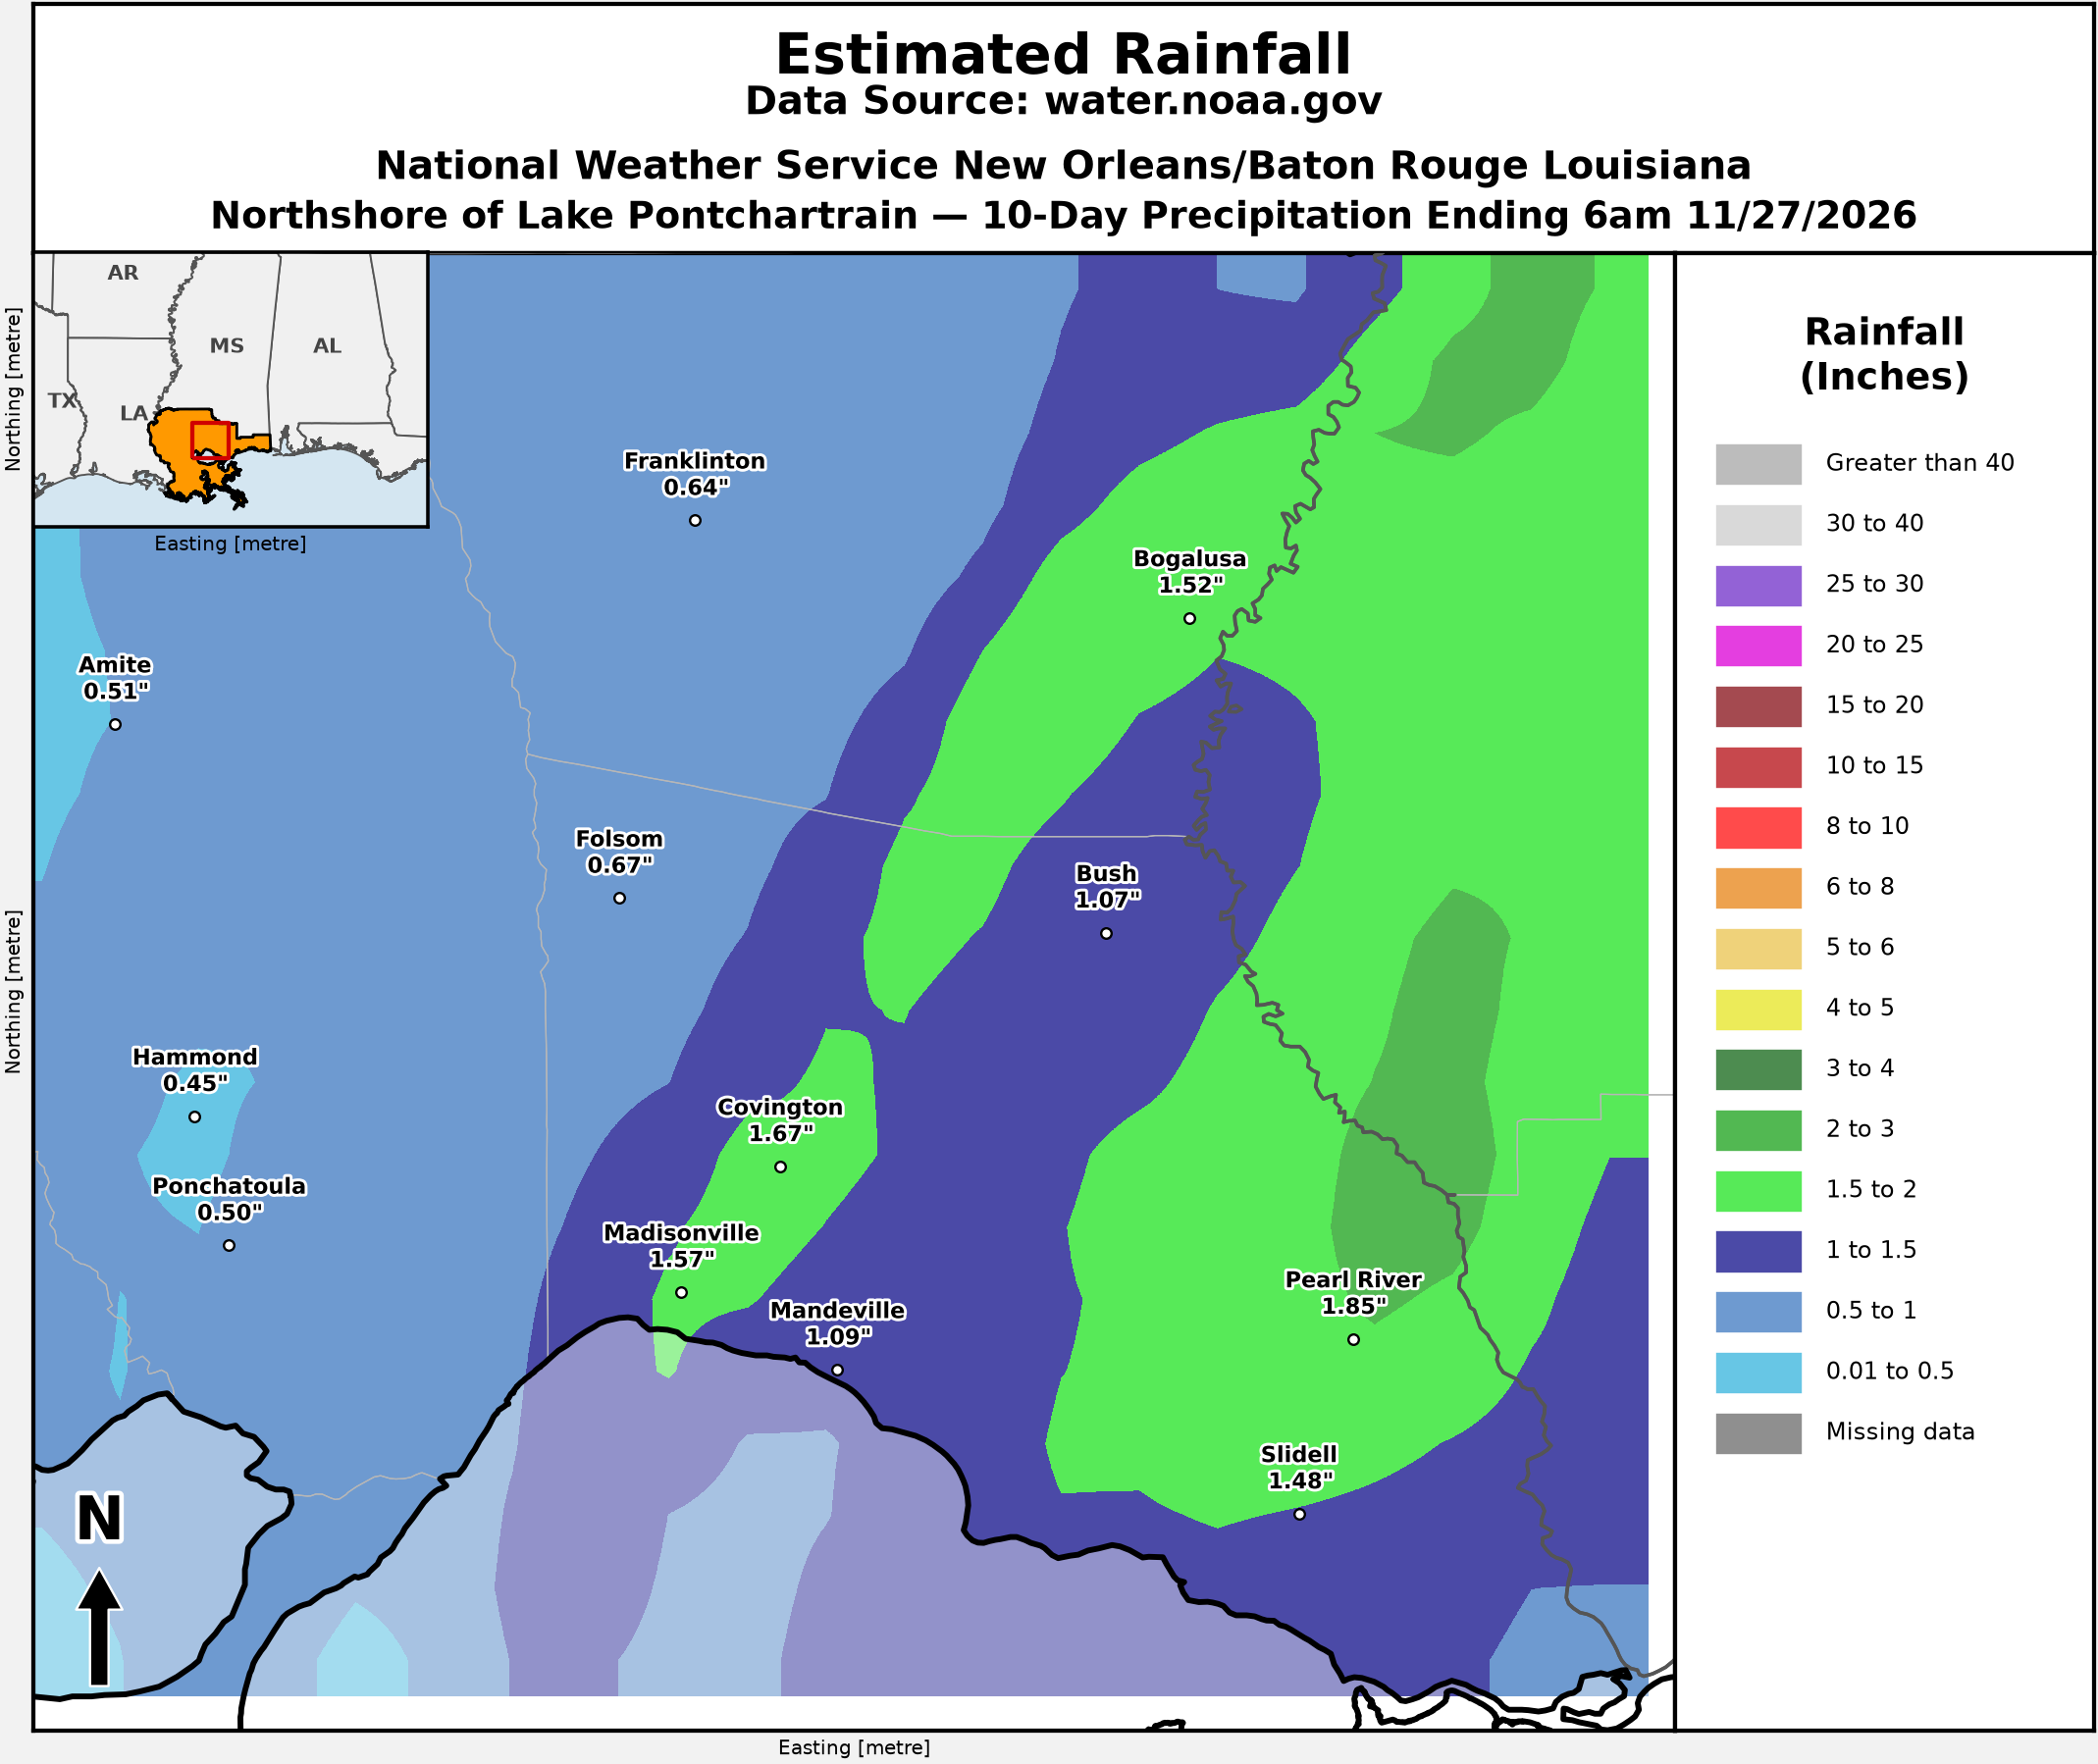 Estimated Rainfall
Data Source: water.noaa.gov
National Weather Service New Orleans/Baton Rouge Louisiana
Northshore of Lake Pontchartrain — 10-Day Precipitation Ending 6am 11/27/2026
Northing [metre]
AR
MS
AL
TX
LA
Easting [metre]
Franklinton
0.64"
Bogalusa
1.52"
Amite
0.51"
Folsom
0.67"
Bush
1.07"
Northing [metre]
Hammond
0.45"
Covington
1.67"
Ponchatoula
0.50"
Madisonville
1.57"
Mandeville
1.09"
Pearl River
1.85"
Slidell
1.48"
N
Easting [metre]
Rainfall
(Inches)
Greater than 40
30 to 40
25 to 30
20 to 25
15 to 20
10 to 15
8 to 10
6 to 8
5 to 6
4 to 5
3 to 4
2 to 3
1.5 to 2
1 to 1.5
0.5 to 1
0.01 to 0.5
Missing data